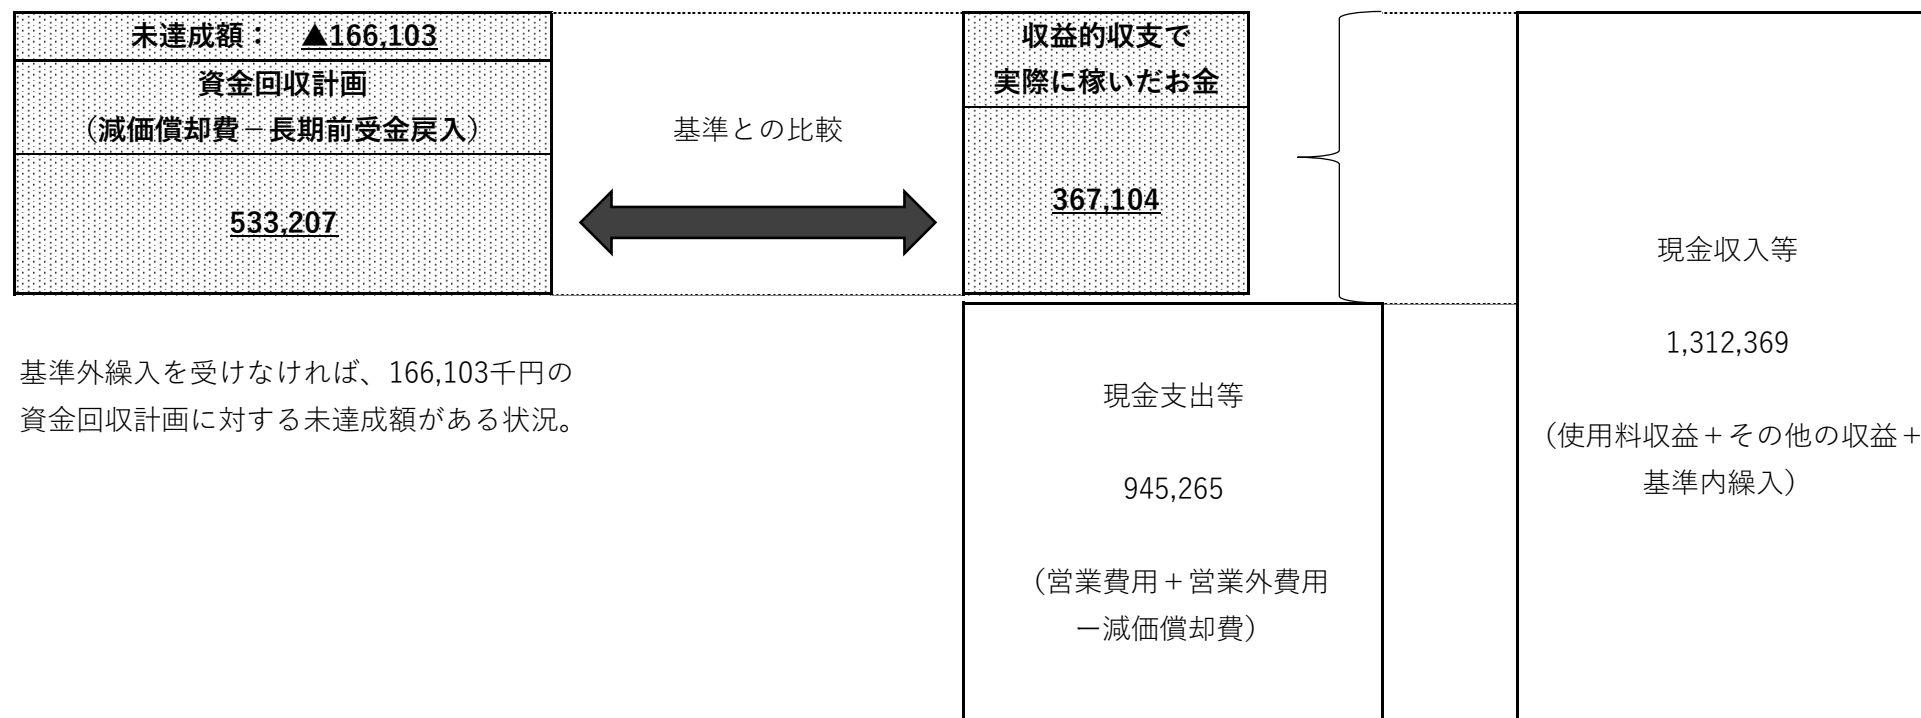 未達成額： ▲166,103
資金回収計画
（減価償却費－長期前受金戻入）
533,207
基準との比較
収益的収支で
実際に稼いだお金
367,104
基準外繰入を受けなければ、166,103千円の
資金回収計画に対する未達成額がある状況。
現金支出等
945,265
（営業費用＋営業外費用
ー減価償却費）
現金収入等
1,312,369
（使用料収益＋その他の収益＋
基準内繰入）